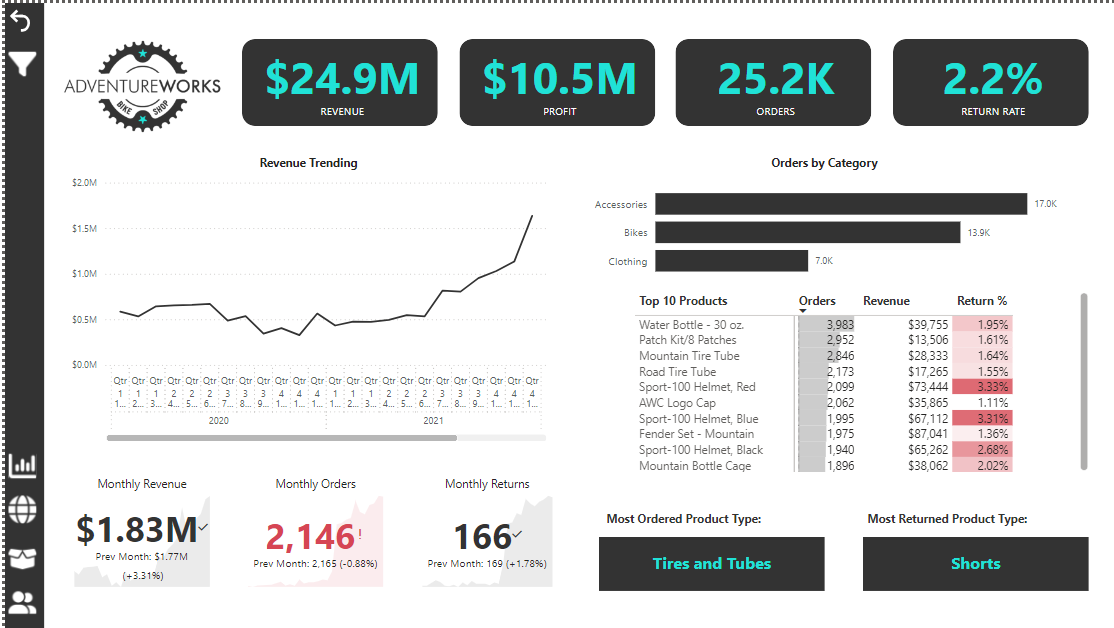 ADVENTUREWORKS
BIKE SHOP
$24.9M
REVENUE
$10.5M
PROFIT
25.2K
ORDERS
2.2%
RETURN RATE
Revenue Trending
$2.0M
$1.5M
$1.0M
$0.5M
$0.0M
Qtr Qtr Qtr Qtr Qtr Qtr Qtr Qtr Qtr Qtr Qtr Qtr Qtr Qtr Qtr Qtr Qtr Qtr Qtr Qtr Qtr Qtr Qtr Qtr
1 1 1 2 2 2 3 3 3 4 4 4 1 1 1 2 2 2 3 3 3 4 4 4
1... 2... 3... 4... 5... 6... 7... 8... 9... 1... 1... 1... 1... 2... 3... 4... 5... 6... 7... 8... 9... 1... 1... 1...
2020 2021
Orders by Category
Accessories 17.0K
Bikes 13.9K
Clothing 7.0K
Top 10 Products Orders Revenue Return %
Water Bottle - 30 oz. 3,983 $39,755 1.95%
Patch Kit/8 Patches 2,952 $13,506 1.61%
Mountain Tire Tube 2,846 $28,333 1.64%
Road Tire Tube 2,173 $17,265 1.55%
Sport-100 Helmet, Red 2,099 $73,444 3.33%
AWC Logo Cap 2,062 $35,865 1.11%
Sport-100 Helmet, Blue 1,995 $67,112 3.31%
Fender Set - Mountain 1,975 $87,041 1.36%
Sport-100 Helmet, Black 1,940 $65,262 2.68%
Mountain Bottle Cage 1,896 $38,062 2.02%
Monthly Revenue
$1.83M
Prev Month: $1.77M
(+3.31%)
Monthly Orders
2,146!
Prev Month: 2,165 (-0.88%)
Monthly Returns
166
Prev Month: 169 (+1.78%)
Most Ordered Product Type:
Tires and Tubes
Most Returned Product Type:
Shorts